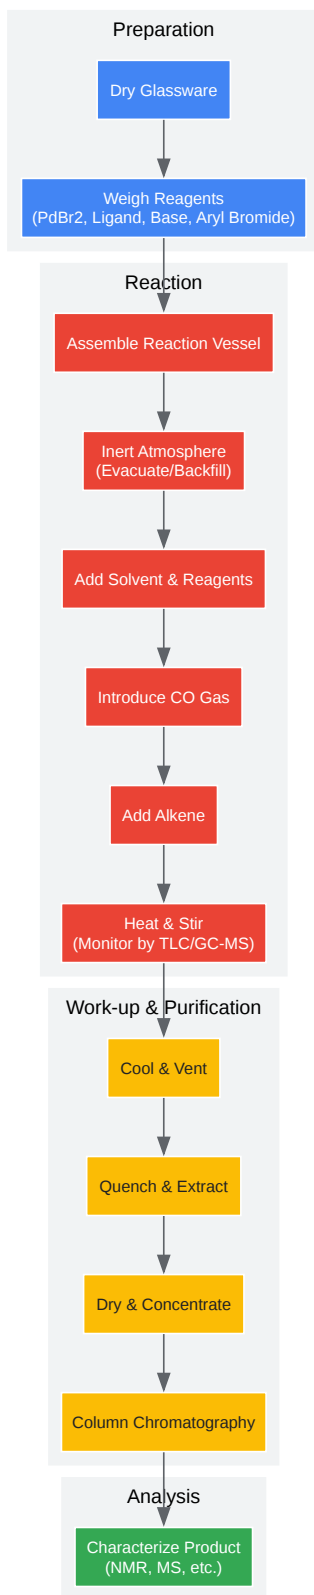 Preparation
Dry Glassware
Weigh Reagents
(PdBr2, Ligand, Base, Aryl Bromide)
Reaction
Assemble Reaction Vessel
Inert Atmosphere
(Evacuate/Backfill)
Add Solvent & Reagents
Introduce CO Gas
Add Alkene
Heat & Stir
(Monitor by TLC/GC-MS)
Work-up & Purification
Cool & Vent
Quench & Extract
Dry & Concentrate
Column Chromatography
Analysis
Characterize Product
(NMR, MS, etc.)